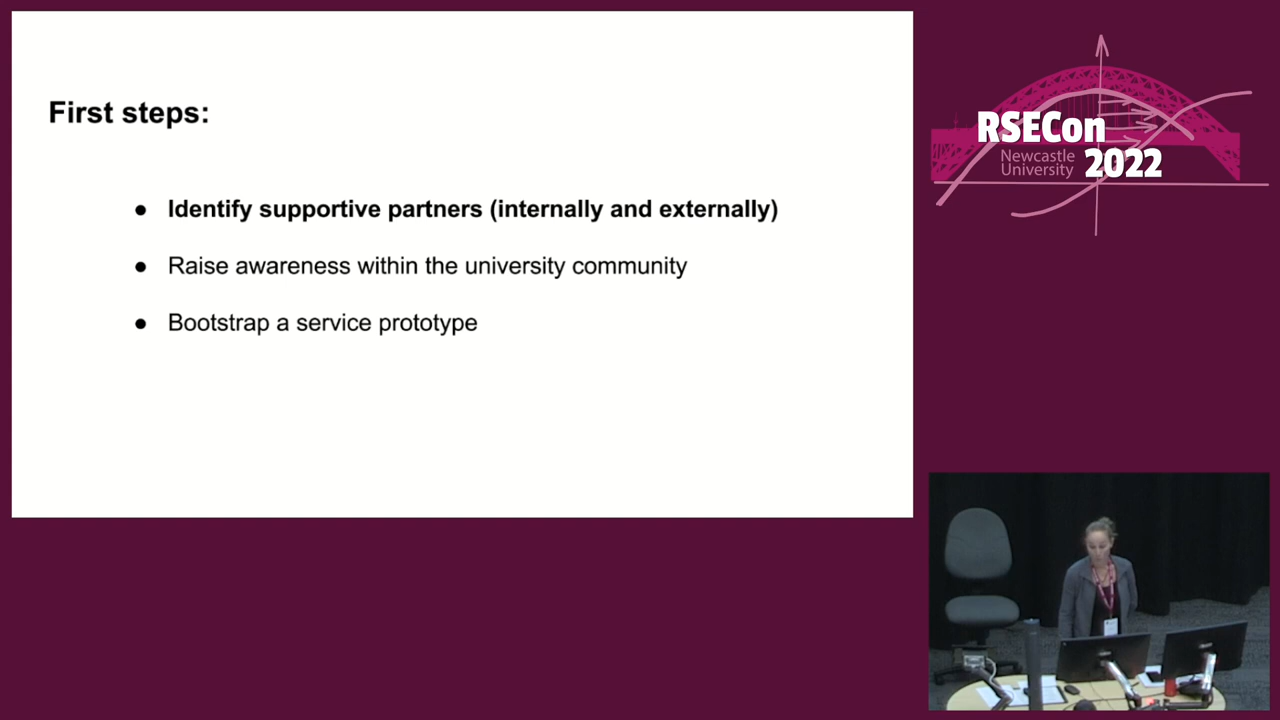 First steps:
● Identify supportive partners (internally and externally)
● Raise awareness within the university community
● Bootstrap a service prototype
RSECon
Newcastle
University 2022